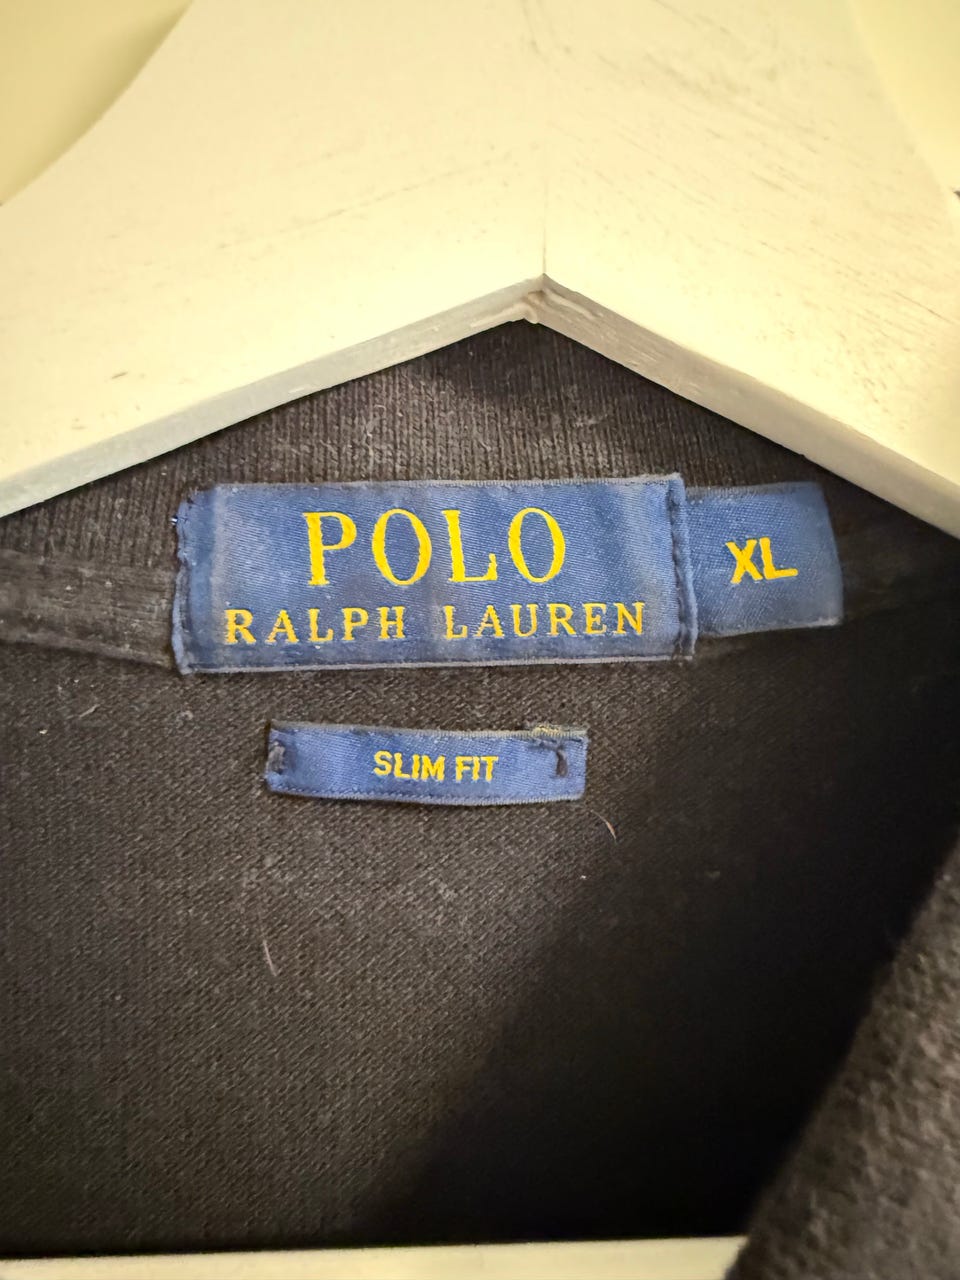 POLO
RALPH LAUREN
XL
SLIM FIT